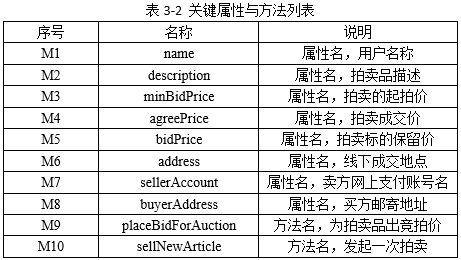 表 3-2 关键属性与方法列表
序号 名称 说明
M1 name 属性名，用户名称
M2 description 属性名，拍卖品描述
M3 minBidPrice 属性名，拍卖的起拍价
M4 agreePrice 属性名，拍卖成交价
M5 bidPrice 属性名，拍卖标的保留价
M6 address 属性名，线下成交地点
M7 sellerAccount 属性名，卖方网上支付账号名
M8 buyerAddress 属性名，买方邮寄地址
M9 placeBidForAuction 方法名，为拍卖品出竞拍价
M10 sellNewArticle 方法名，发起一次拍卖